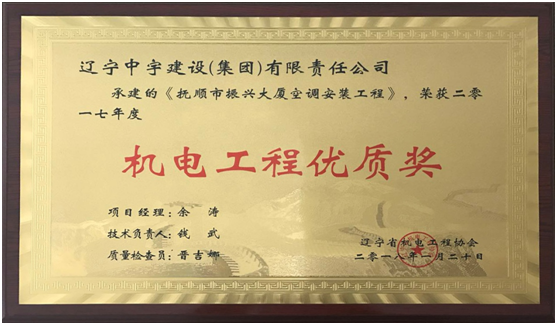 辽宁中宇建设(集团)有限责任公司
承建的《抚顺市振兴大厦空调安装工程》，荣获二零
一七年度
机电工程优质奖
项目经理：余　涛
技术负责人：钱　武
质量检查员：晋吉娜
辽宁省机电工程协会
二零一八年一月二十日